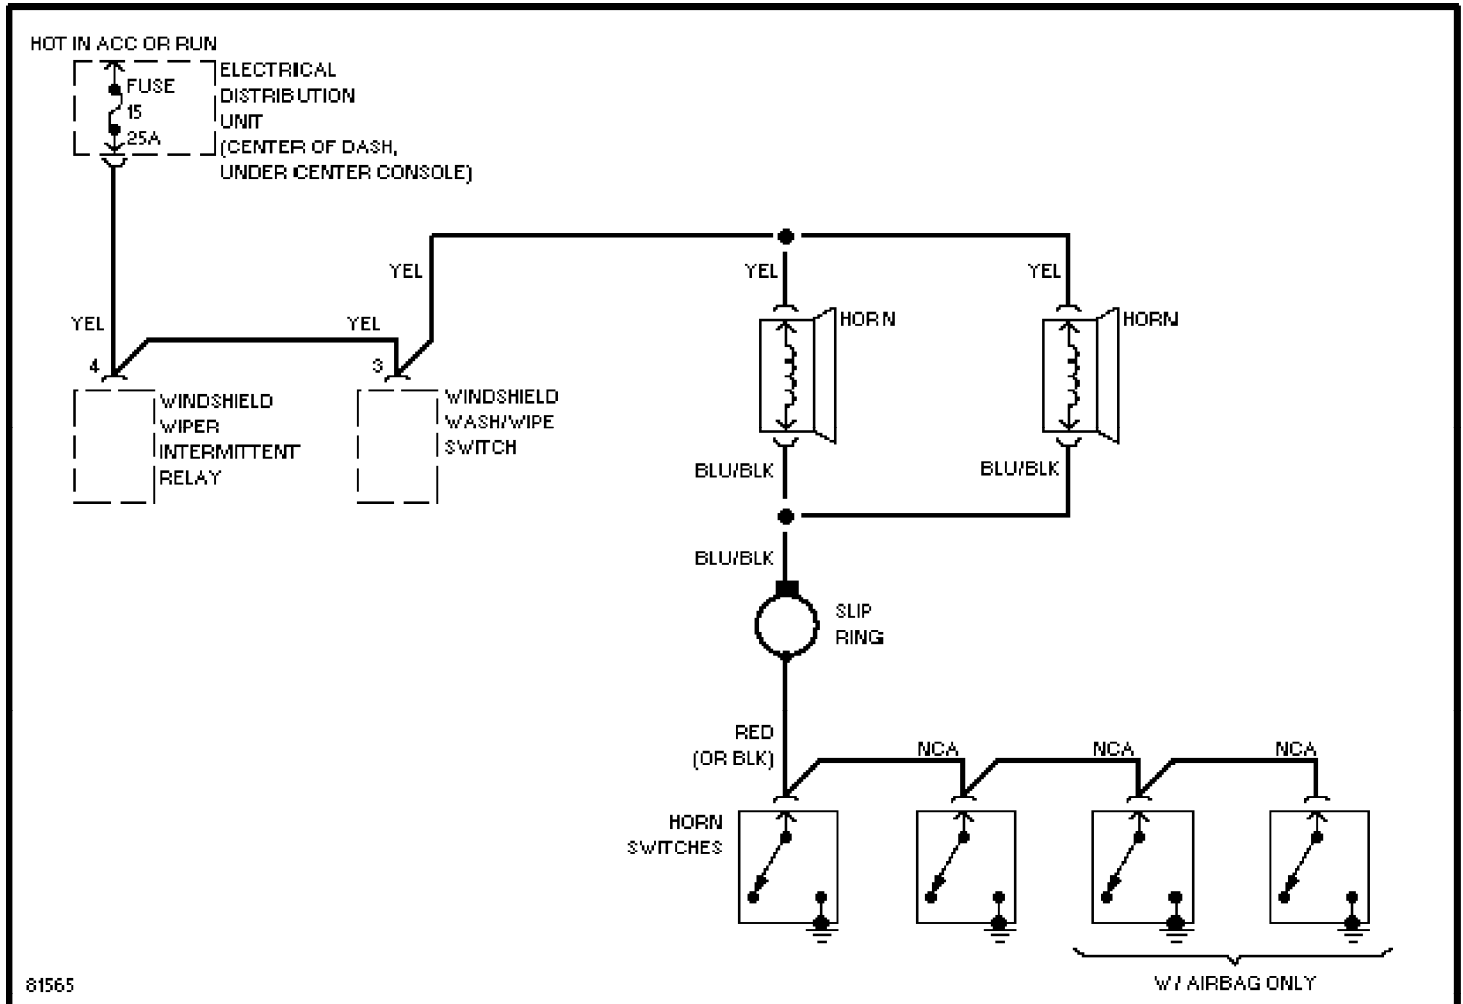 HOT IN ACC OR RUN
FUSE
15
25A
ELECTRICAL
DISTRIBUTION
UNIT
(CENTER OF DASH,
UNDER CENTER CONSOLE)
YEL
YEL
YEL
YEL
YEL
4
3
HORN
HORN
WINDSHIELD
WIPER
INTERMITTENT
RELAY
WINDSHIELD
WASH/WIPE
SWITCH
BLU/BLK
BLU/BLK
BLU/BLK
SLIP
RING
RED
(OR BLK)
NCA
NCA
NCA
HORN
SWITCHES
W/ AIRBAG ONLY
81565